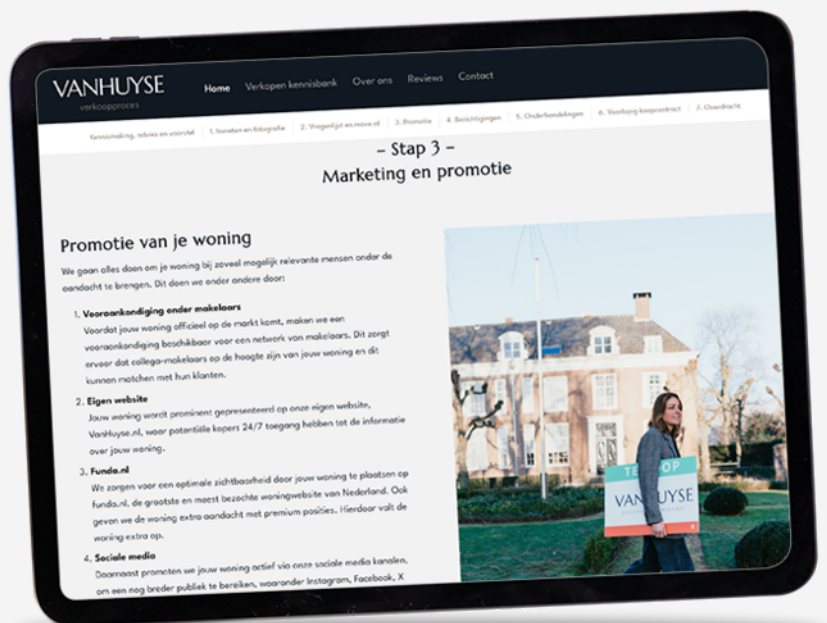 VANHUYSE
verkoopproces
Home Verkopen kennisbank Over ons Reviews Contact
Kennismaking, advies en voorstel 1. Inmeten en fotografie 2. Vragenlijst en move.nl 3. Promotie 4. Bezichtigingen 5. Onderhandelingen 6. Voorlopig koopcontract 7. Overdracht
– Stap 3 –
Marketing en promotie
Promotie van je woning
We gaan alles doen om je woning bij zoveel mogelijk relevante mensen onder de
aandacht te brengen. Dit doen we onder andere door:
1. Vooraankondiging onder makelaars
Voordat jouw woning officieel op de markt komt, maken we een
vooraankondiging beschikbaar voor een netwerk van makelaars. Dit zorgt
ervoor dat collega-makelaars op de hoogte zijn van jouw woning en dit
kunnen matchen met hun klanten.
2. Eigen website
Jouw woning wordt prominent gepresenteerd op onze eigen website,
VanHuyse.nl, waar potentiële kopers 24/7 toegang hebben tot de informatie
over jouw woning.
3. Funda.nl
We zorgen voor een optimale zichtbaarheid door jouw woning te plaatsen op
funda.nl, de grootste en meest bezochte woningwebsite van Nederland. Ook
geven we de woning extra aandacht met premium posities. Hierdoor valt de
woning extra op.
4. Sociale media
Daarnaast promoten we jouw woning actief via onze sociale media kanalen,
om een nog breder publiek te bereiken, waaronder Instagram, Facebook, X
TE OOP
VAN UYSE